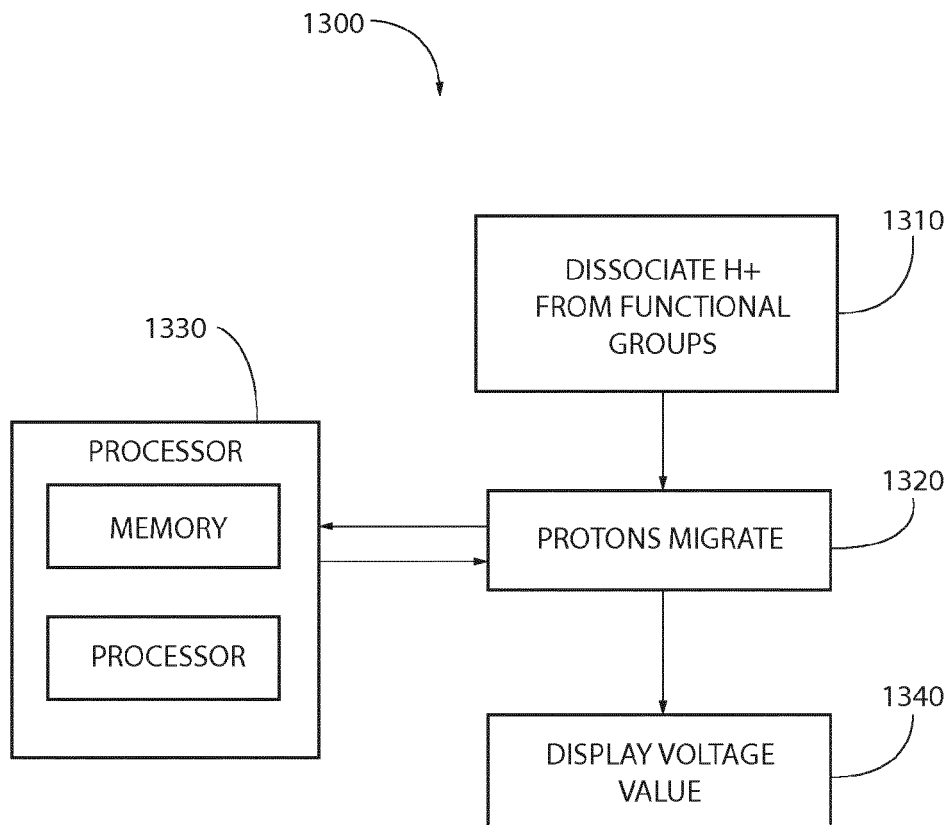 1300
1310
DISSOCIATE H+
FROM FUNCTIONAL
GROUPS
1330
PROCESSOR
MEMORY
PROCESSOR
1320
PROTONS MIGRATE
1340
DISPLAY VOLTAGE
VALUE